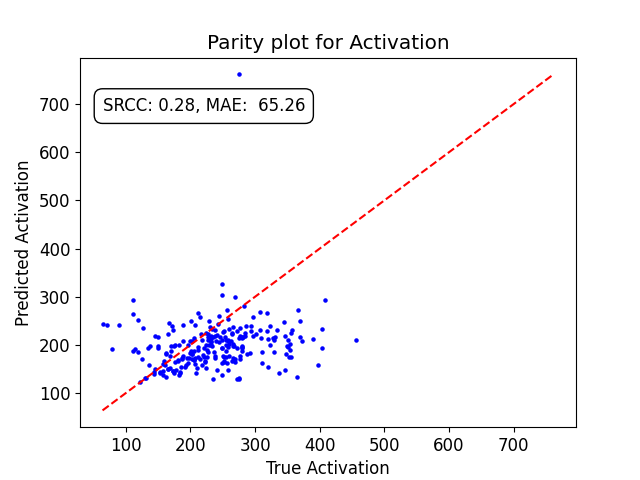 Parity plot for Activation
SRCC: 0.28, MAE:  65.26
Predicted Activation
700
600
500
400
300
200
100
100 200 300 400 500 600 700
True Activation